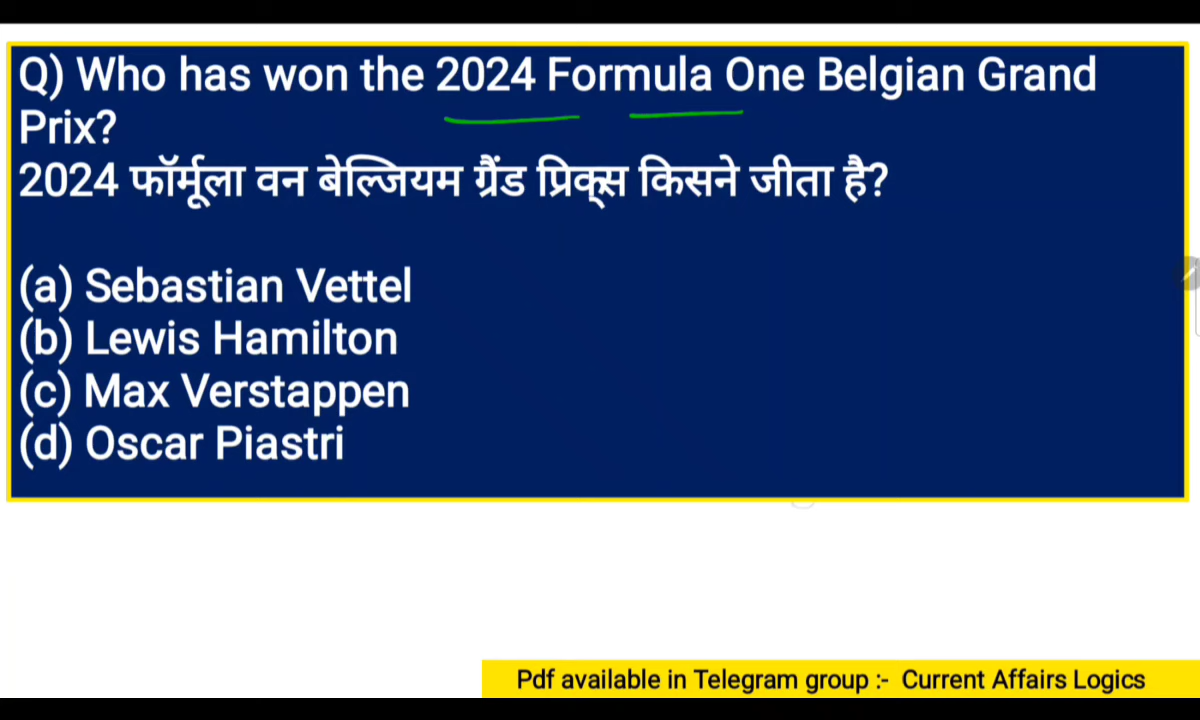 Q) Who has won the 2024 Formula One Belgian Grand
Prix?
2024 फॉर्मूला वन बेल्जियम ग्रैंड प्रिक्स किसने जीता है?
(a) Sebastian Vettel
(b) Lewis Hamilton
(c) Max Verstappen
(d) Oscar Piastri
Pdf available in Telegram group :- Current Affairs Logics